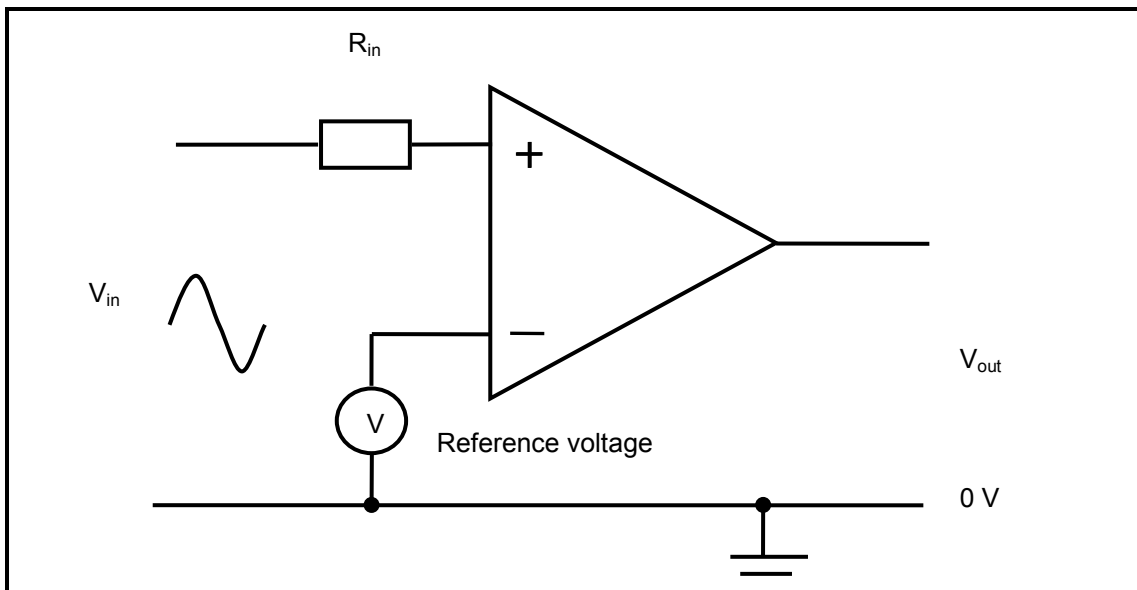 R_in
+
V_in
–
V_out
V
Reference voltage
0 V